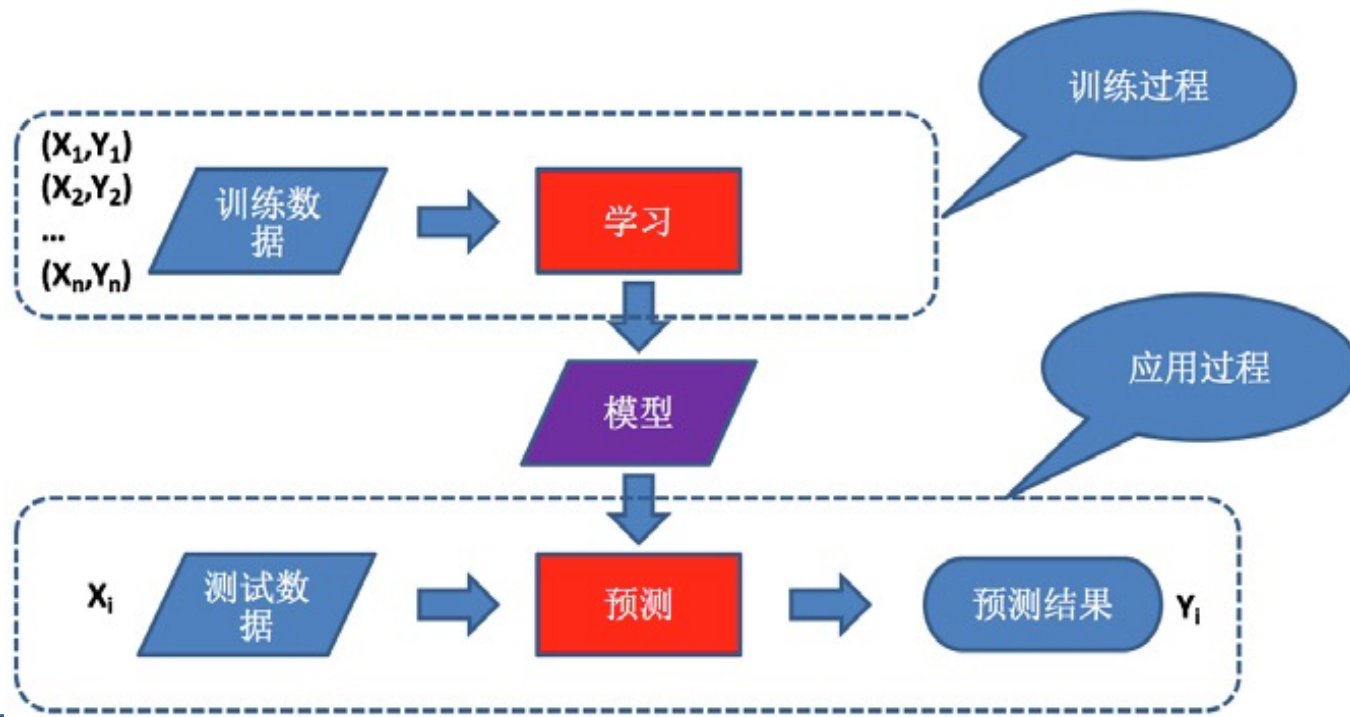 训练过程
(X₁,Y₁)
(X₂,Y₂)
...
(Xₙ,Yₙ)
训练数
据
学习
模型
应用过程
Xᵢ
测试数
据
预测
预测结果
Yᵢ